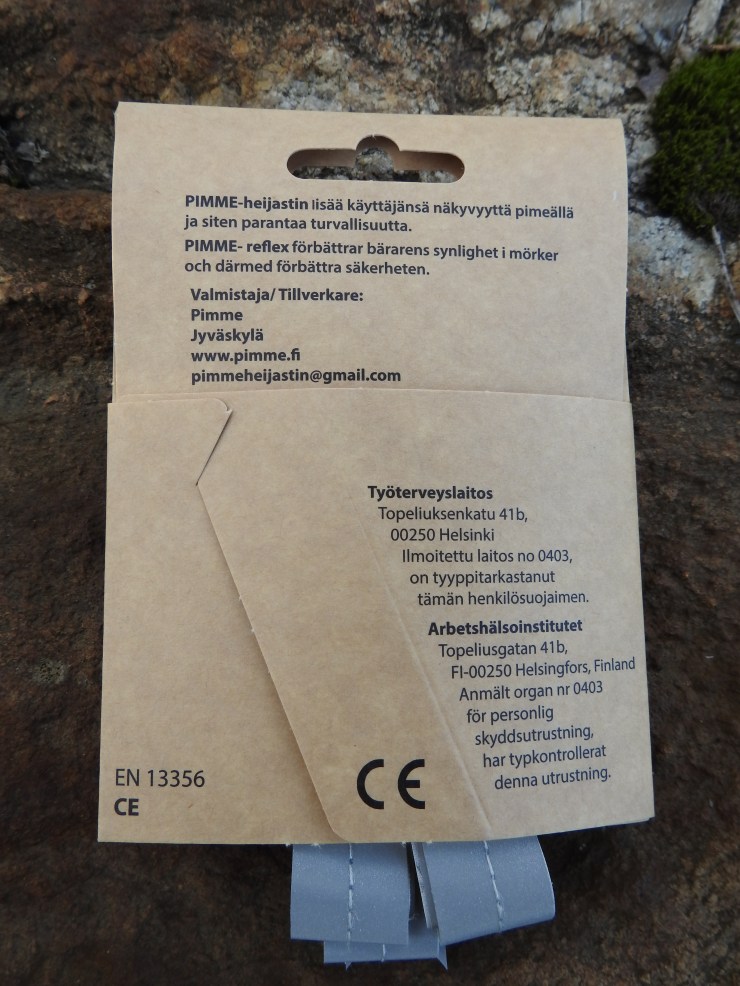 PIMME-heijastin lisää käyttäjänsä näkyvyyttä pimeällä
ja siten parantaa turvallisuutta.
PIMME- reflex förbättrar bärarens synlighet i mörker
och därmed förbättra säkerheten.
Valmistaja/ Tillverkare:
Pimme
Jyväskylä
www.pimme.fi
pimmeheijastin@gmail.com
Työterveyslaitos
Topeliuksenkatu 41b,
00250 Helsinki
Ilmoitettu laitos no 0403,
on tyyppitarkastanut
tämän henkilösuojaimen.
Arbetshälsoinstitutet
Topeliusgatan 41b,
FI-00250 Helsingfors, Finland
Anmält organ nr 0403
för personlig
skyddsutrustning,
har typkontrollerat
denna utrustning.
EN 13356
CE
CE